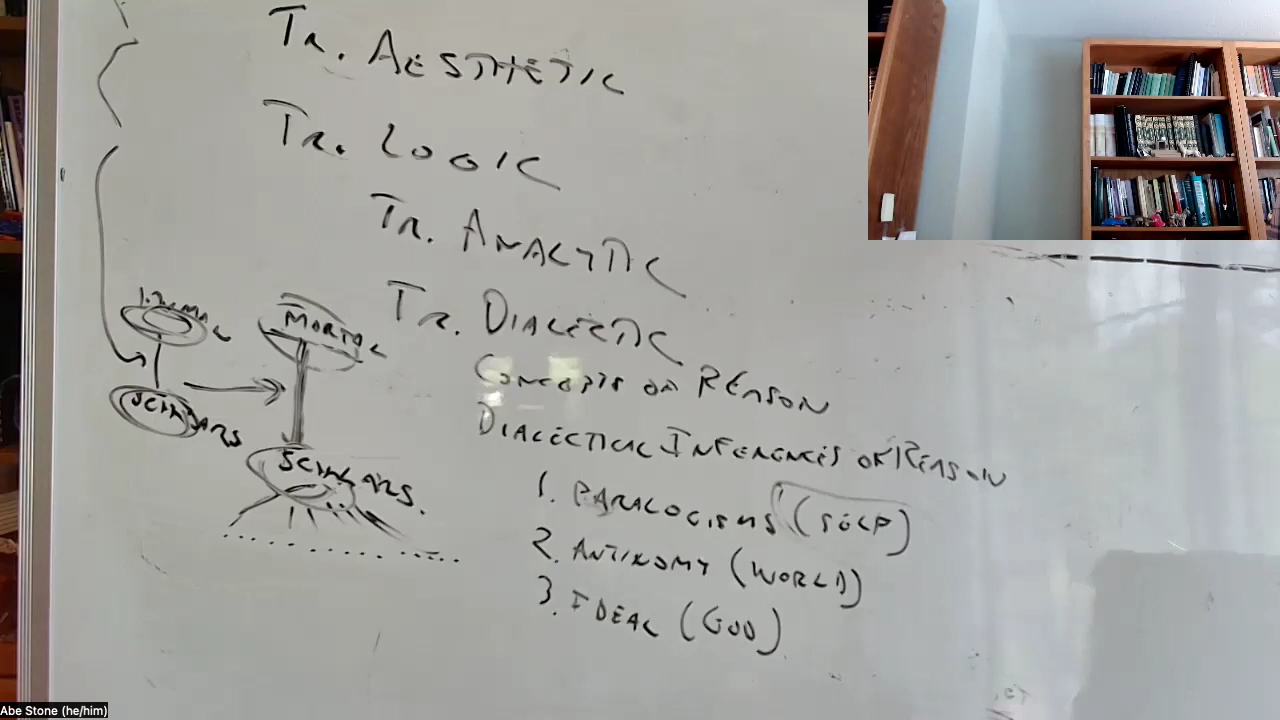 Tr. AESTHETIC
Tr. LOGIC
Tr. ANALYTIC
Tr. DIALECTIC
CONCEPTS OF REASON
DIALECTICAL INFERENCES OF REASON
1. PARALOGISMS (SELF)
2. ANTINOMY (WORLD)
3. IDEAL (GOD)
MORTAL
SCHOLARS
SCHOLARS.
Abe Stone (he/him)